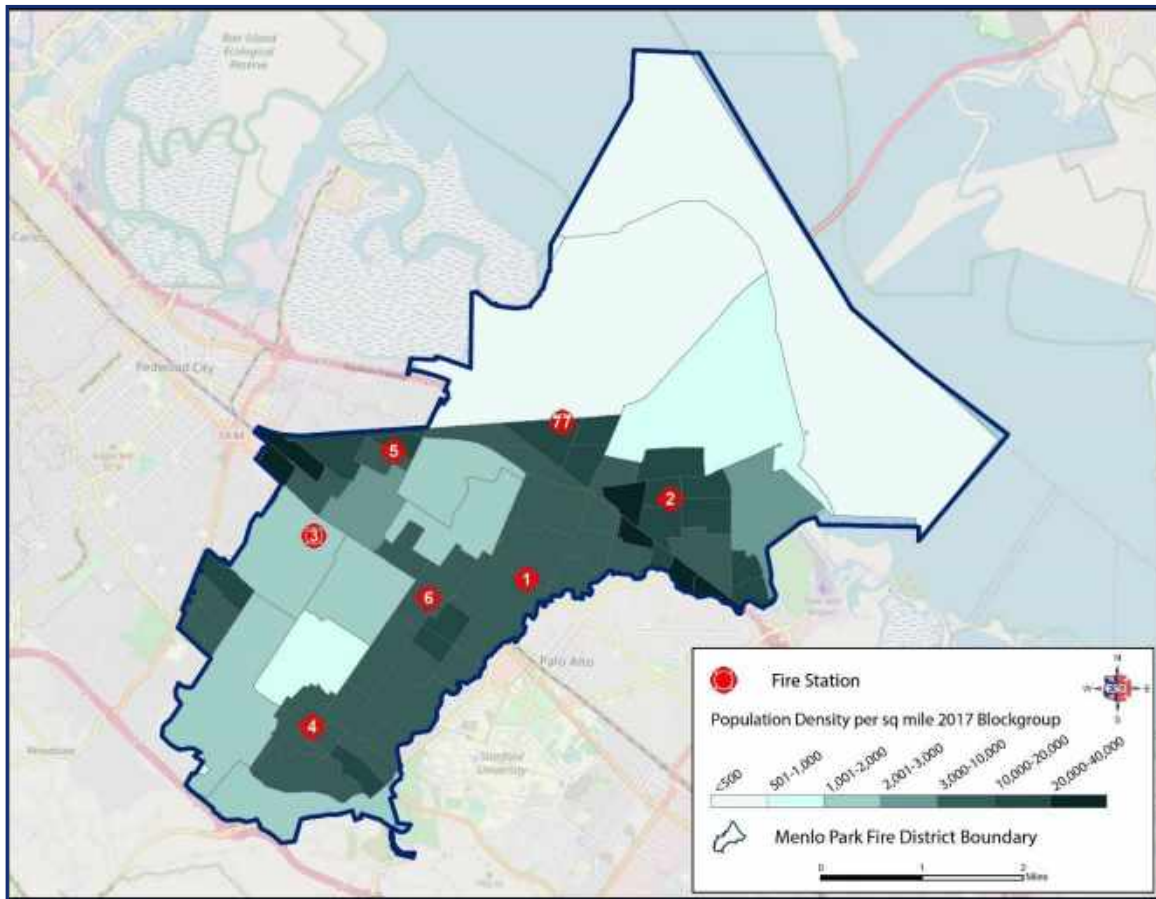 Bair Island
Ecological
Reserve
Redwood City
77
5
2
3
1
6
Palo Alto
4
Stanford
University
Fire Station
N
W
E
S
Population Density per sq mile 2017 Blockgroup
<500
501-1,000
1,001-2,000
2,001-3,000
3,000-10,000
10,000-20,000
20,000-40,000
Menlo Park Fire District Boundary
0 1 2
Miles